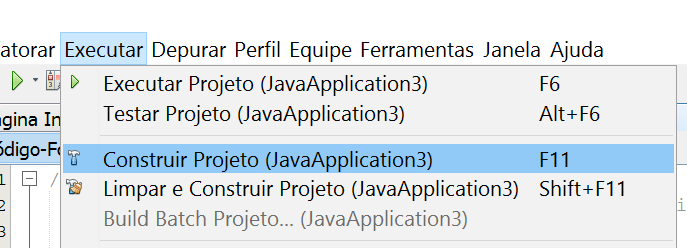 atorar Executar Depurar Perfil Equipe Ferramentas Janela Ajuda
Executar Projeto (JavaApplication3) F6
Testar Projeto (JavaApplication3) Alt+F6
ágina In
ódigo-Fo
Construir Projeto (JavaApplication3) F11
1 /
Limpar e Construir Projeto (JavaApplication3) Shift+F11
2
Build Batch Projeto... (JavaApplication3)
3